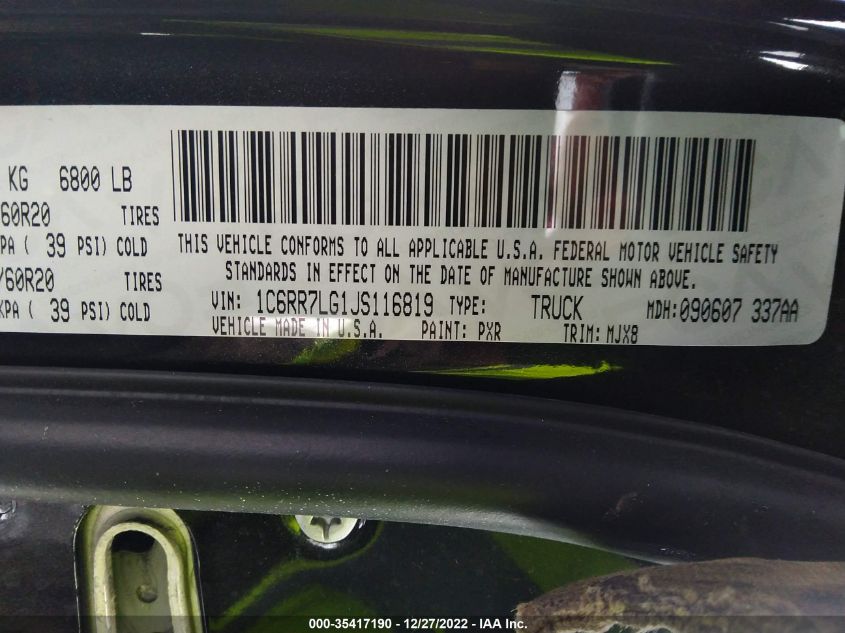 KG 6800 LB
60R20 TIRES
PA ( 39 PSI) COLD
/60R20 TIRES
KPA ( 39 PSI) COLD
THIS VEHICLE CONFORMS TO ALL APPLICABLE U.S.A. FEDERAL MOTOR VEHICLE SAFETY
STANDARDS IN EFFECT ON THE DATE OF MANUFACTURE SHOWN ABOVE.
VIN: 1C6RR7LG1JS116819 TYPE: TRUCK MDH:090607 337AA
VEHICLE MADE IN U.S.A. PAINT: PXR TRIM: MJX8
000-35417190 - 12/27/2022 - IAA Inc.